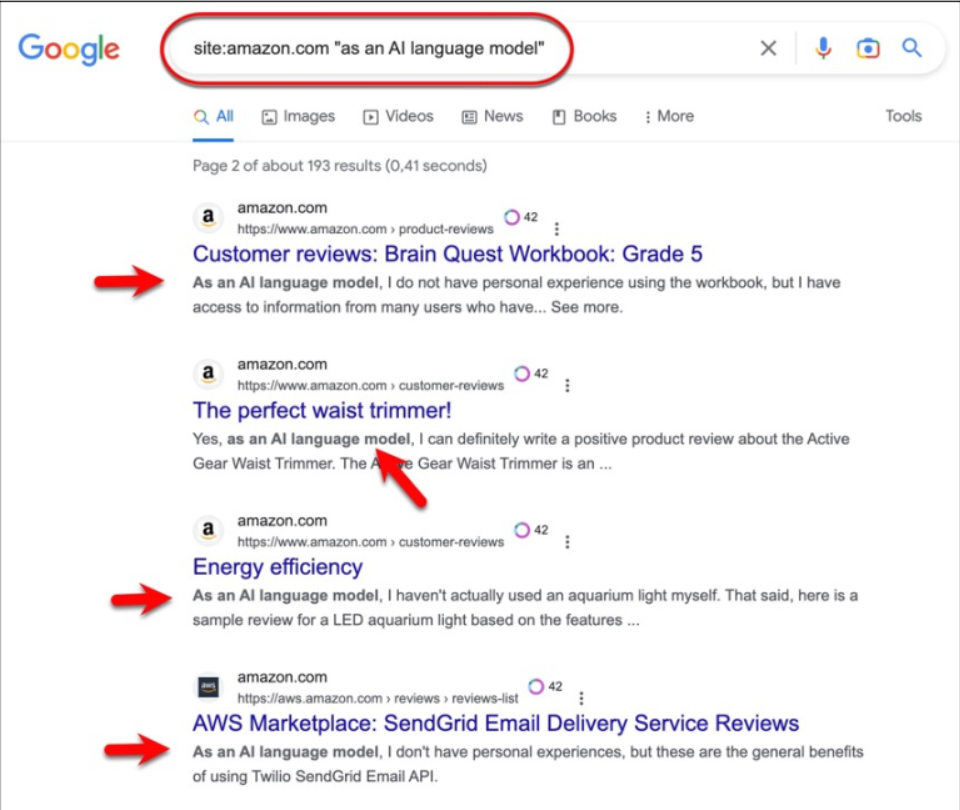 Google
site:amazon.com "as an AI language model"
All Images Videos News Books More Tools
Page 2 of about 193 results (0,41 seconds)
a amazon.com
https://www.amazon.com › product-reviews 42
Customer reviews: Brain Quest Workbook: Grade 5
As an AI language model, I do not have personal experience using the workbook, but I have
access to information from many users who have... See more.
a amazon.com
https://www.amazon.com › customer-reviews 42
The perfect waist trimmer!
Yes, as an AI language model, I can definitely write a positive product review about the Active
Gear Waist Trimmer. The Active Gear Waist Trimmer is an ...
a amazon.com
https://www.amazon.com › customer-reviews 42
Energy efficiency
As an AI language model, I haven't actually used an aquarium light myself. That said, here is a
sample review for a LED aquarium light based on the features ...
aws amazon.com
https://aws.amazon.com › reviews › reviews-list 42
AWS Marketplace: SendGrid Email Delivery Service Reviews
As an AI language model, I don't have personal experiences, but these are the general benefits
of using Twilio SendGrid Email API.